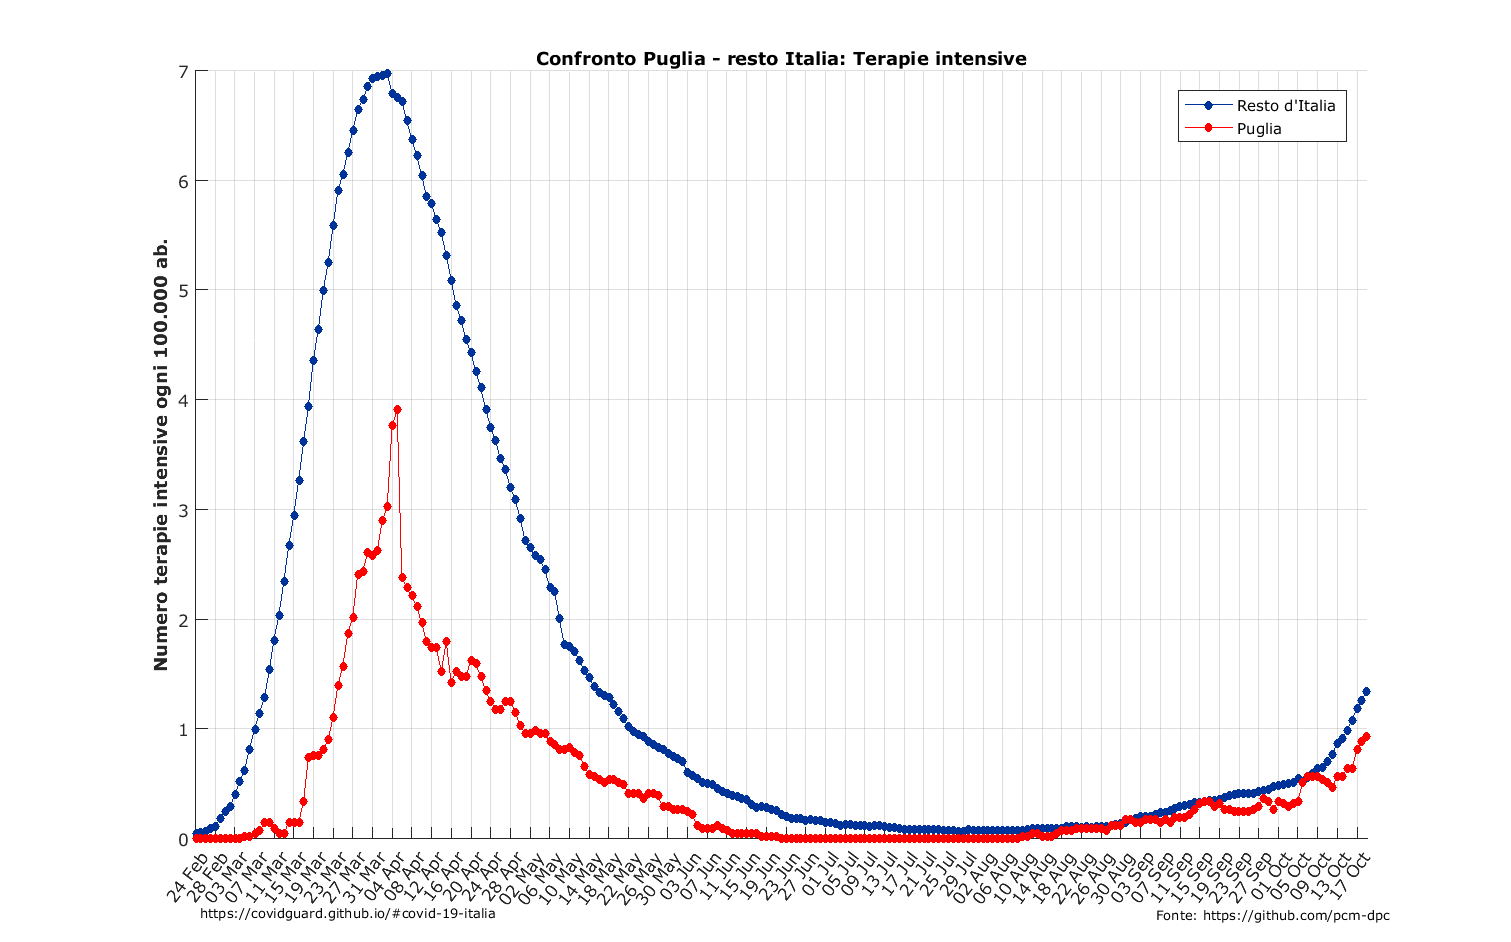 Confronto Puglia - resto Italia: Terapie intensive
Resto d'Italia
Puglia
Numero terapie intensive ogni 100.000 ab.
7
6
5
4
3
2
1
0
24 Feb
28 Feb
03 Mar
07 Mar
11 Mar
15 Mar
19 Mar
23 Mar
27 Mar
31 Mar
04 Apr
08 Apr
12 Apr
16 Apr
20 Apr
24 Apr
28 Apr
02 May
06 May
10 May
14 May
18 May
22 May
26 May
30 May
03 Jun
07 Jun
11 Jun
15 Jun
19 Jun
23 Jun
27 Jun
01 Jul
05 Jul
09 Jul
13 Jul
17 Jul
21 Jul
25 Jul
29 Jul
02 Aug
06 Aug
10 Aug
14 Aug
18 Aug
22 Aug
26 Aug
30 Aug
03 Sep
07 Sep
11 Sep
15 Sep
19 Sep
23 Sep
27 Sep
01 Oct
05 Oct
09 Oct
13 Oct
17 Oct
https://covidguard.github.io/#covid-19-italia
Fonte: https://github.com/pcm-dpc